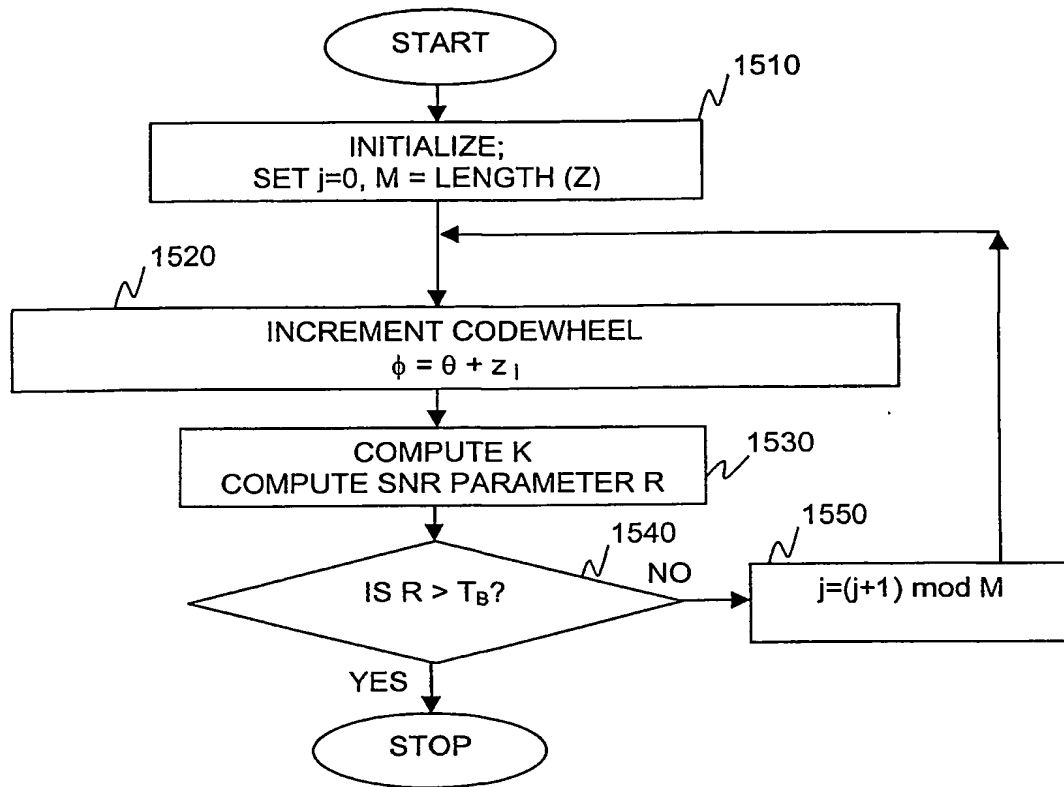 START
1510
INITIALIZE;
SET j=0, M = LENGTH (Z)
1520
INCREMENT CODEWHEEL
ϕ = θ + z j
COMPUTE K
COMPUTE SNR PARAMETER R
1530
1540
IS R > TB?
NO
1550
j=(j+1) mod M
YES
STOP